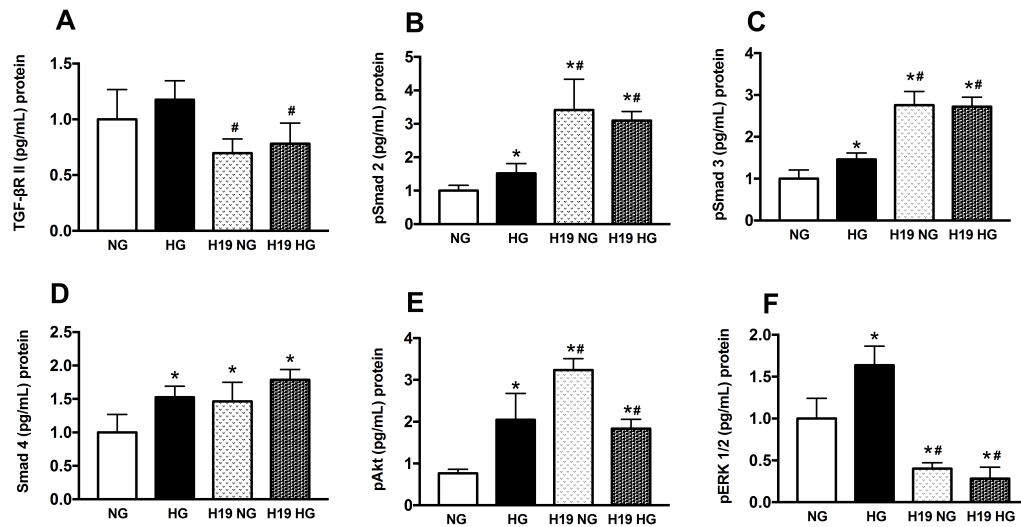 A
TGF-βR II (pg/mL) protein
1.5
1.0
0.5
0.0
#
#
NG HG H19 NG H19 HG
B
pSmad 2 (pg/mL) protein
5
4
3
2
1
0
*
*#
*#
NG HG H19 NG H19 HG
C
pSmad 3 (pg/mL) protein
4
3
2
1
0
*
*#
*#
NG HG H19 NG H19 HG
D
Smad 4 (pg/mL) protein
2.5
2.0
1.5
1.0
0.5
0.0
*
*
*
NG HG H19 NG H19 HG
E
pAkt (pg/mL) protein
4
3
2
1
0
*
*#
*#
NG HG H19 NG H19 HG
F
pERK 1/2 (pg/mL) protein
2.0
1.5
1.0
0.5
0.0
*
*#
*#
NG HG H19 NG H19 HG